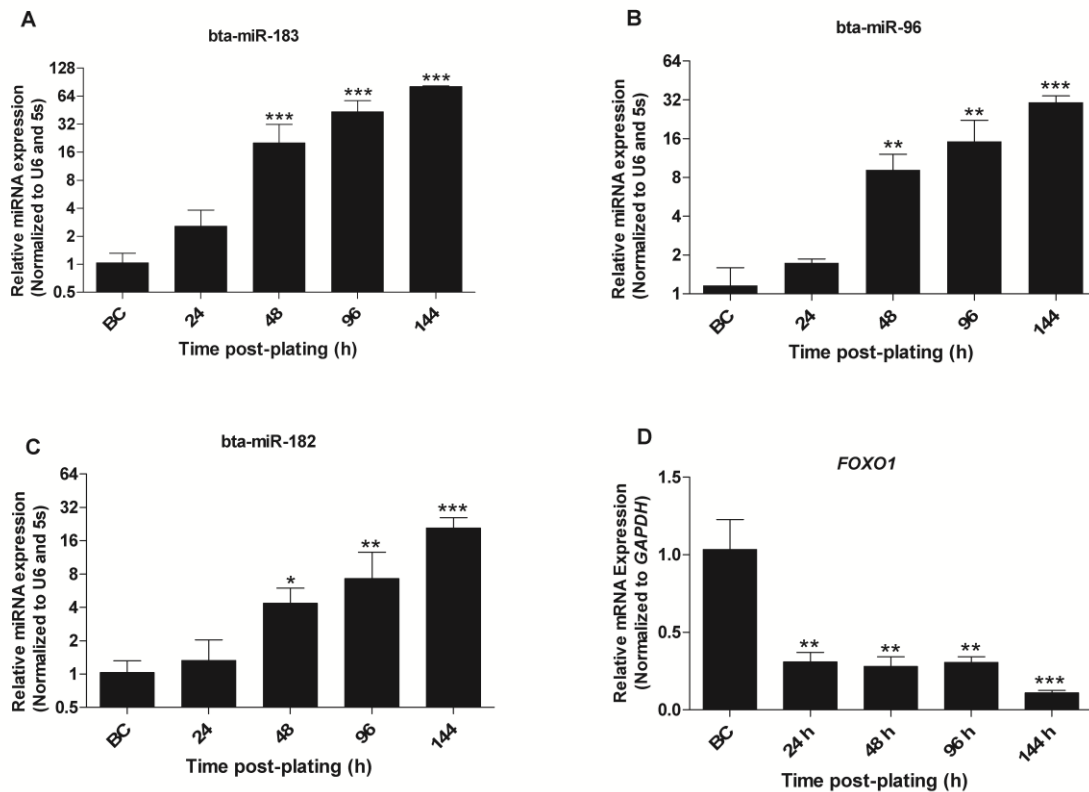 A
bta-miR-183
Relative miRNA expression
(Normalized to U6 and 5s)
128
64
32
16
8
4
2
1
0.5
***
***
***
BC
24
48
96
144
Time post-plating (h)
B
bta-miR-96
Relative miRNA expression
(Normalized to U6 and 5s)
64
32
16
8
4
2
1
**
**
***
BC
24
48
96
144
Time post-plating (h)
C
bta-miR-182
Relative miRNA expression
(Normalized to U6 and 5s)
64
32
16
8
4
2
1
0.5
*
**
***
BC
24
48
96
144
Time post-plating (h)
D
FOXO1
Relative mRNA Expression
(Normalized to GAPDH)
1.5
1.0
0.5
0.0
**
**
**
***
BC
24 h
48 h
96 h
144 h
Time post-plating (h)